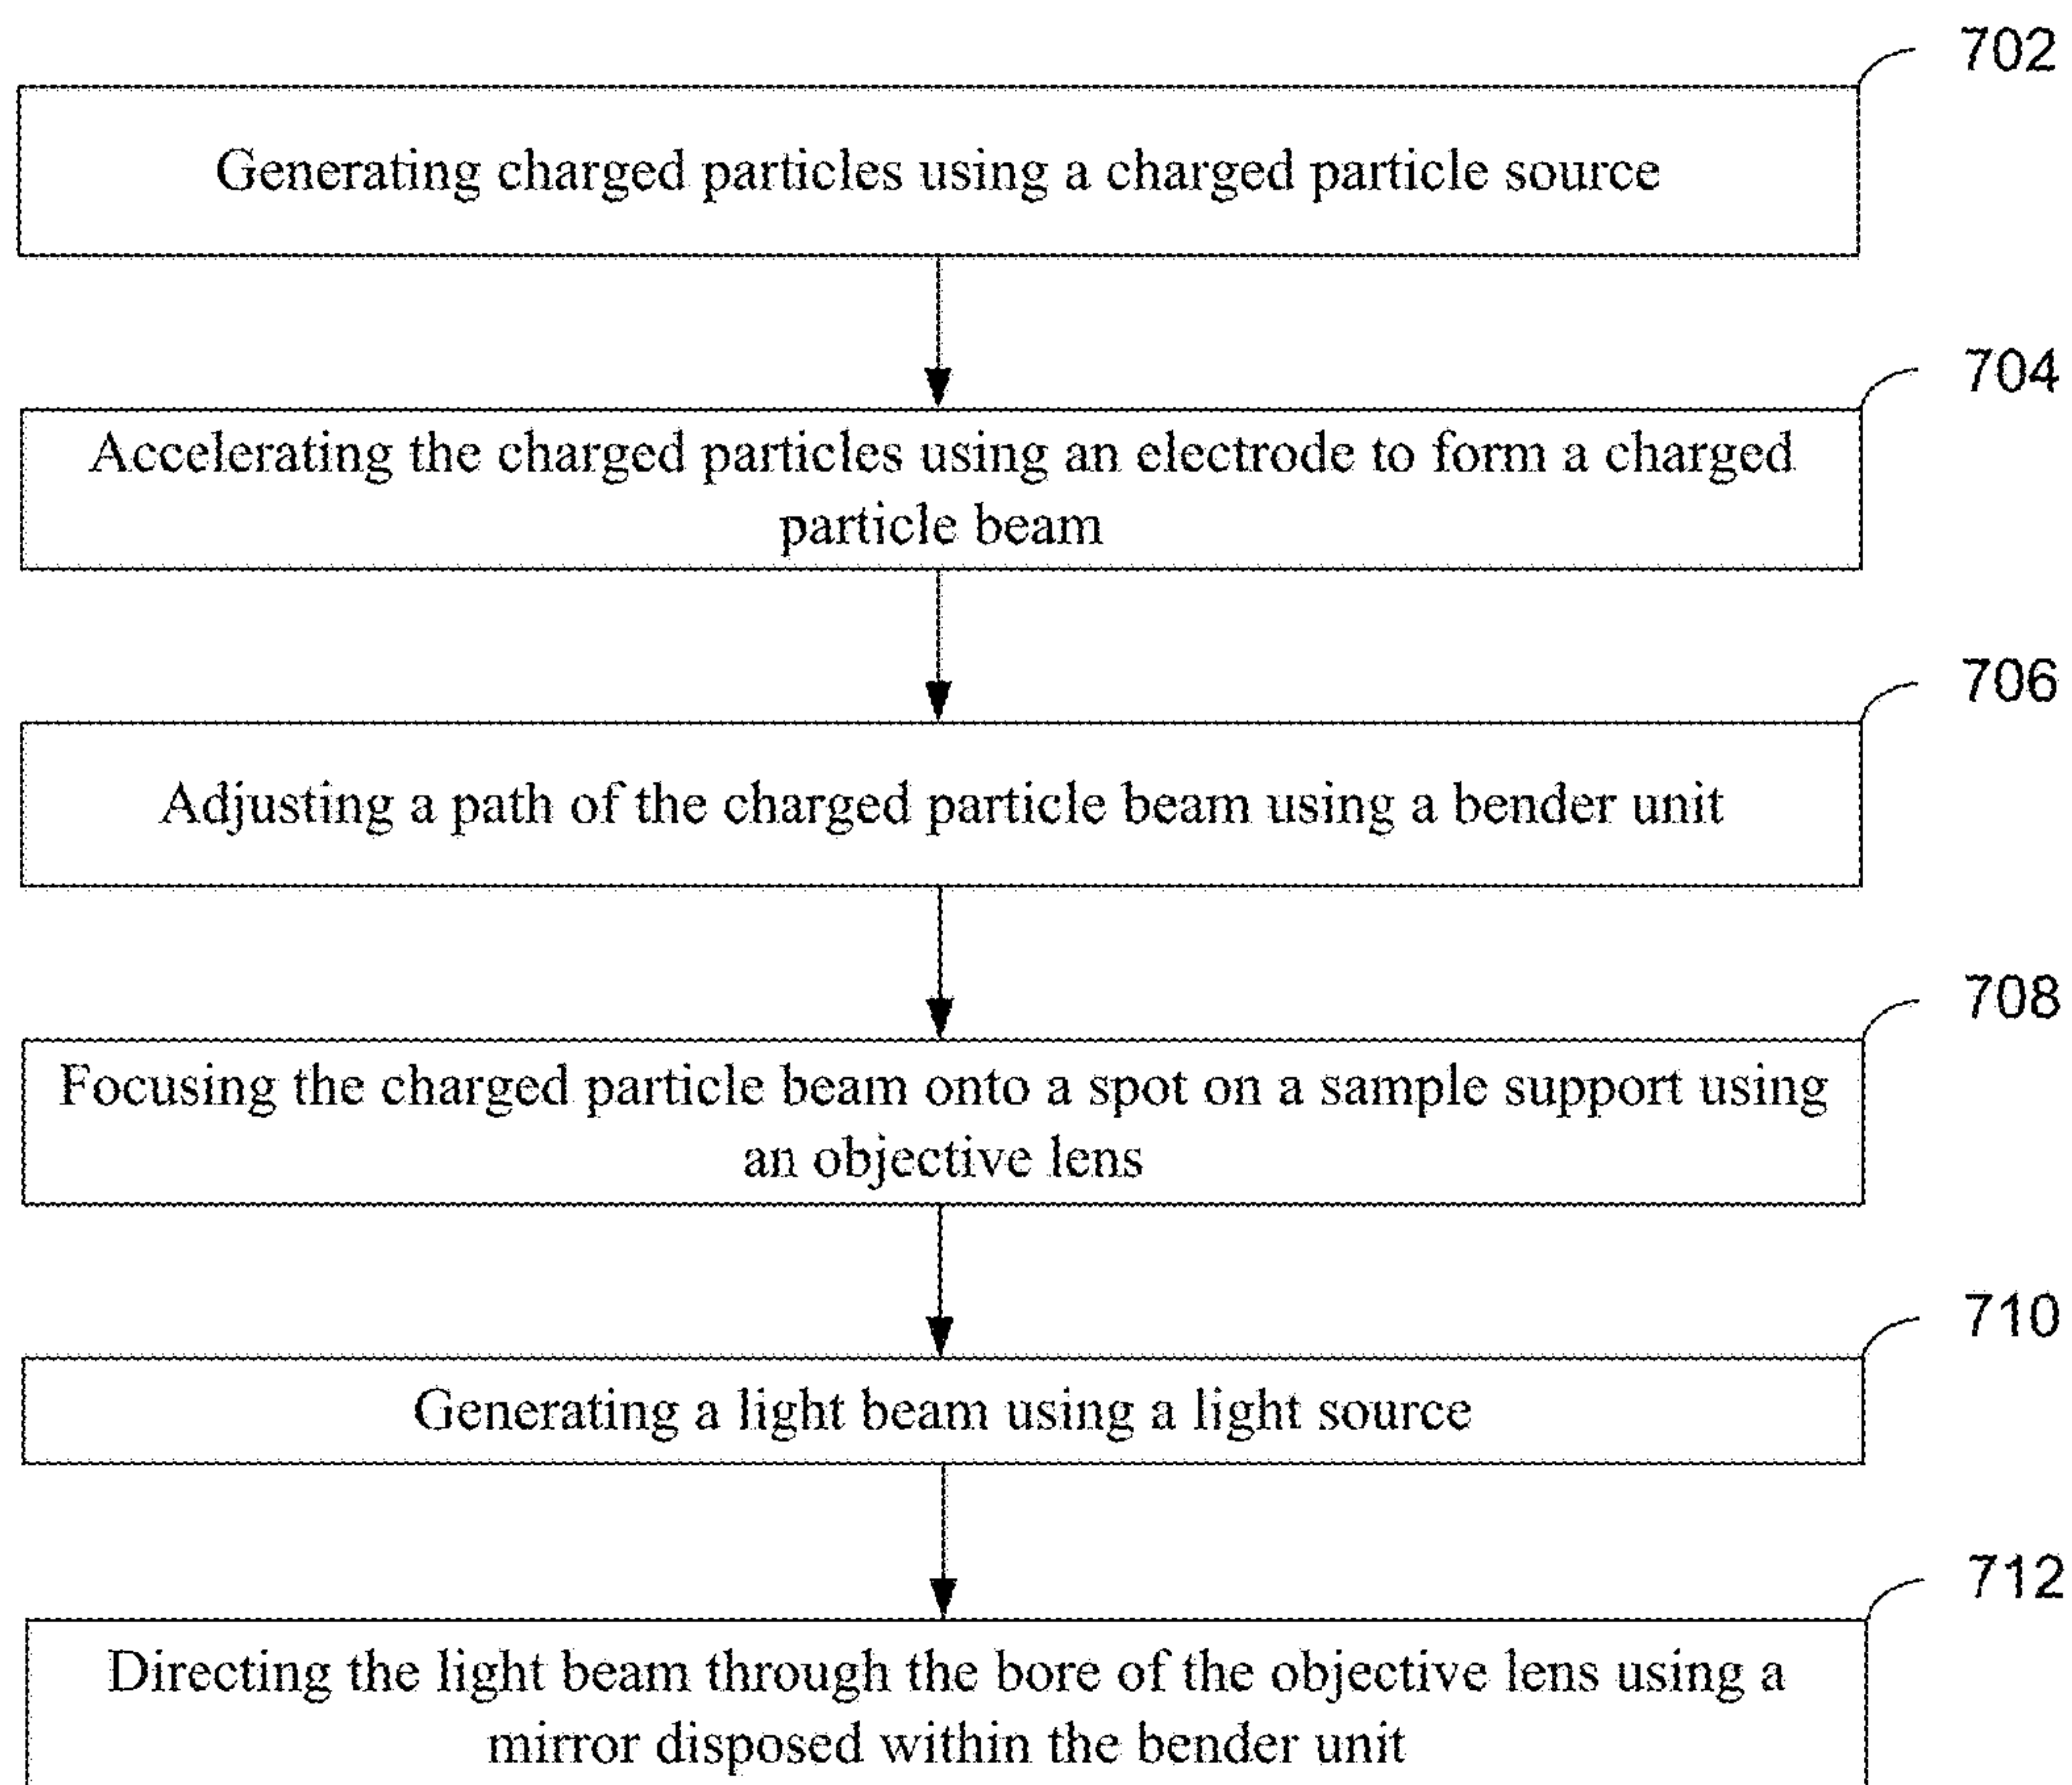 702
Generating charged particles using a charged particle source
704
Accelerating the charged particles using an electrode to form a charged
particle beam
706
Adjusting a path of the charged particle beam using a bender unit
708
Focusing the charged particle beam onto a spot on a sample support using
an objective lens
710
Generating a light beam using a light source
712
Directing the light beam through the bore of the objective lens using a
mirror disposed within the bender unit